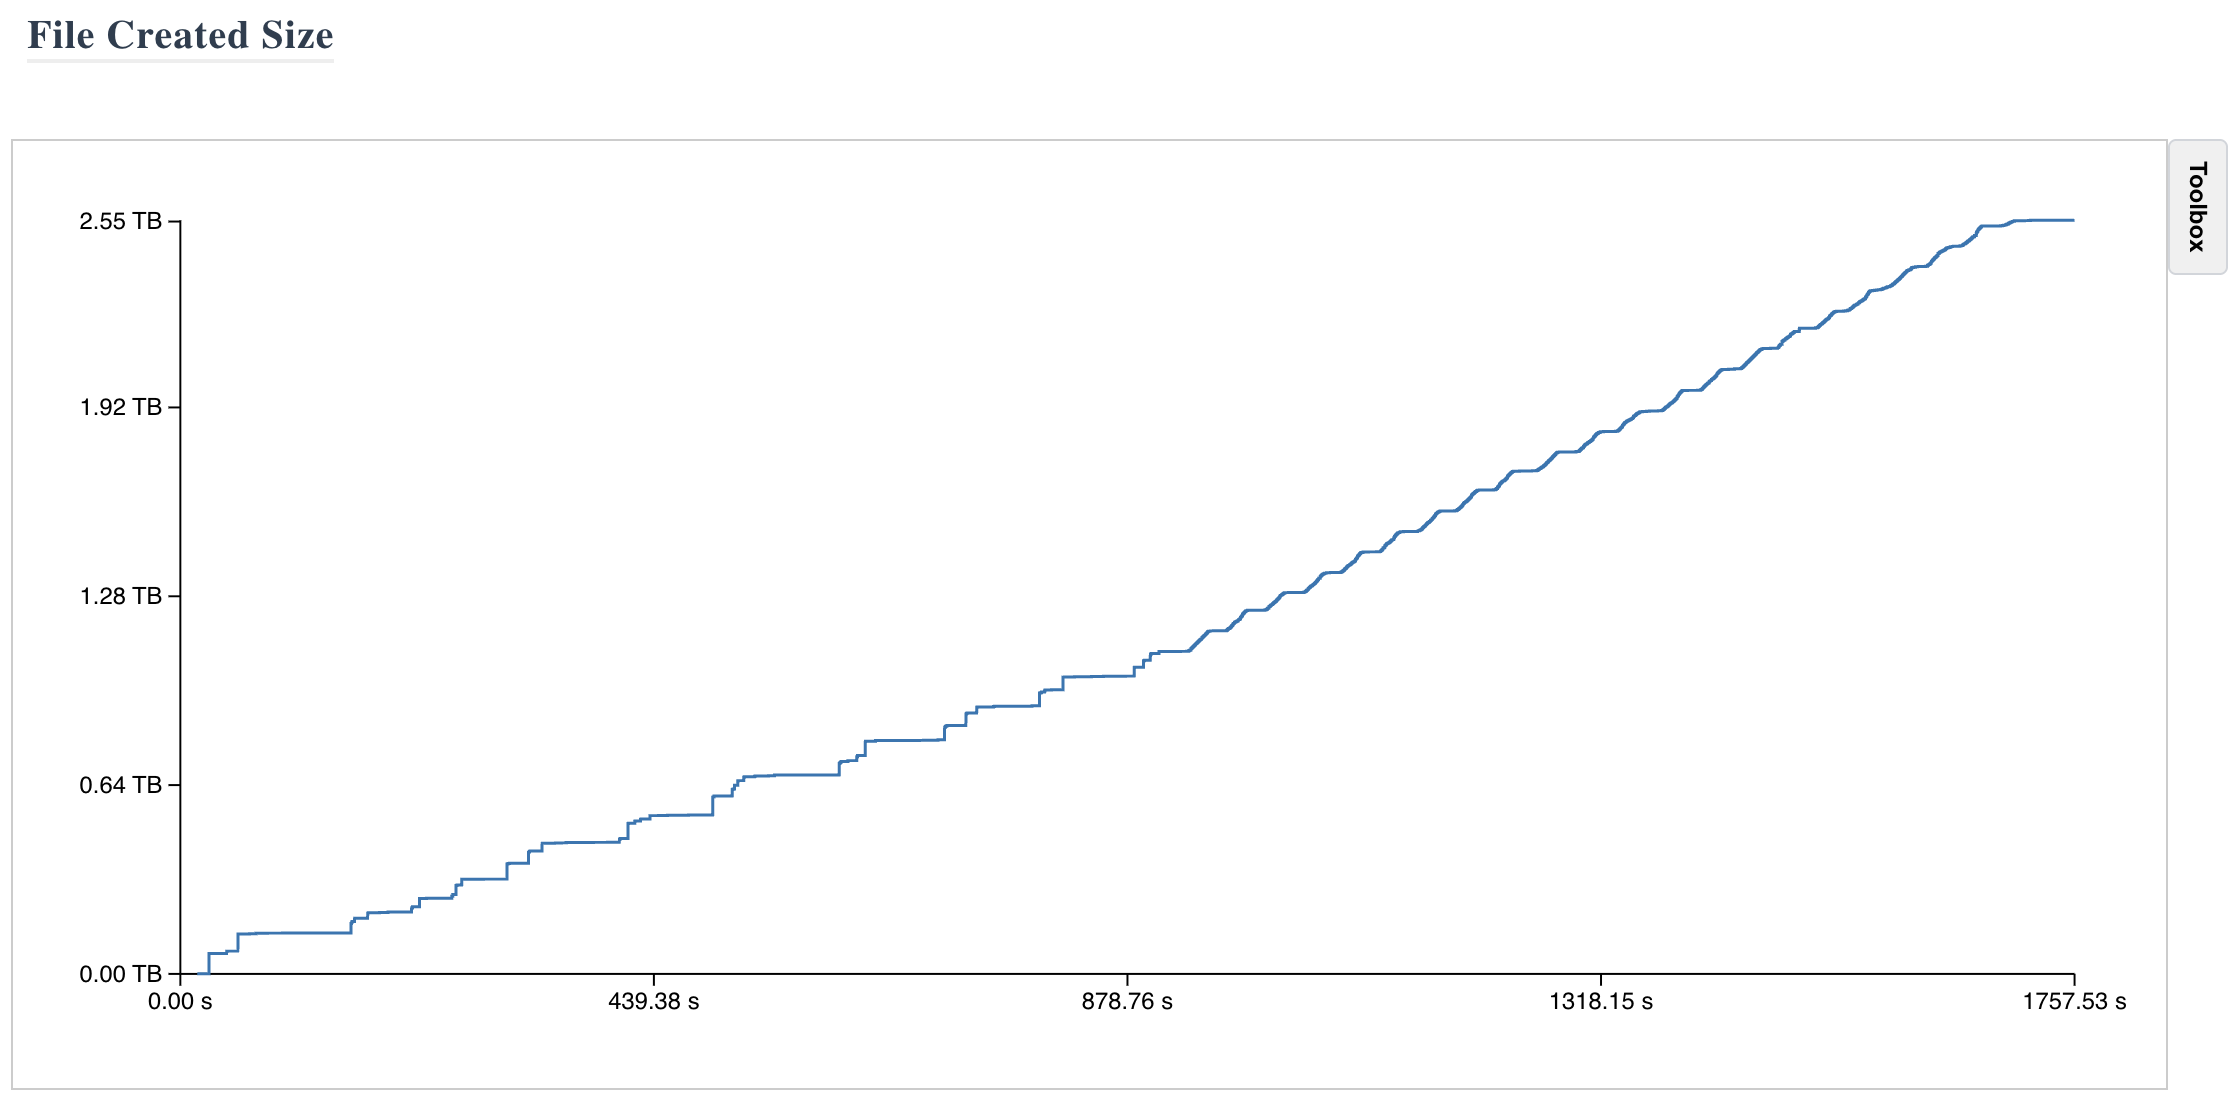 File Created Size
Toolbox
2.55 TB
1.92 TB
1.28 TB
0.64 TB
0.00 TB
0.00 s
439.38 s
878.76 s
1318.15 s
1757.53 s